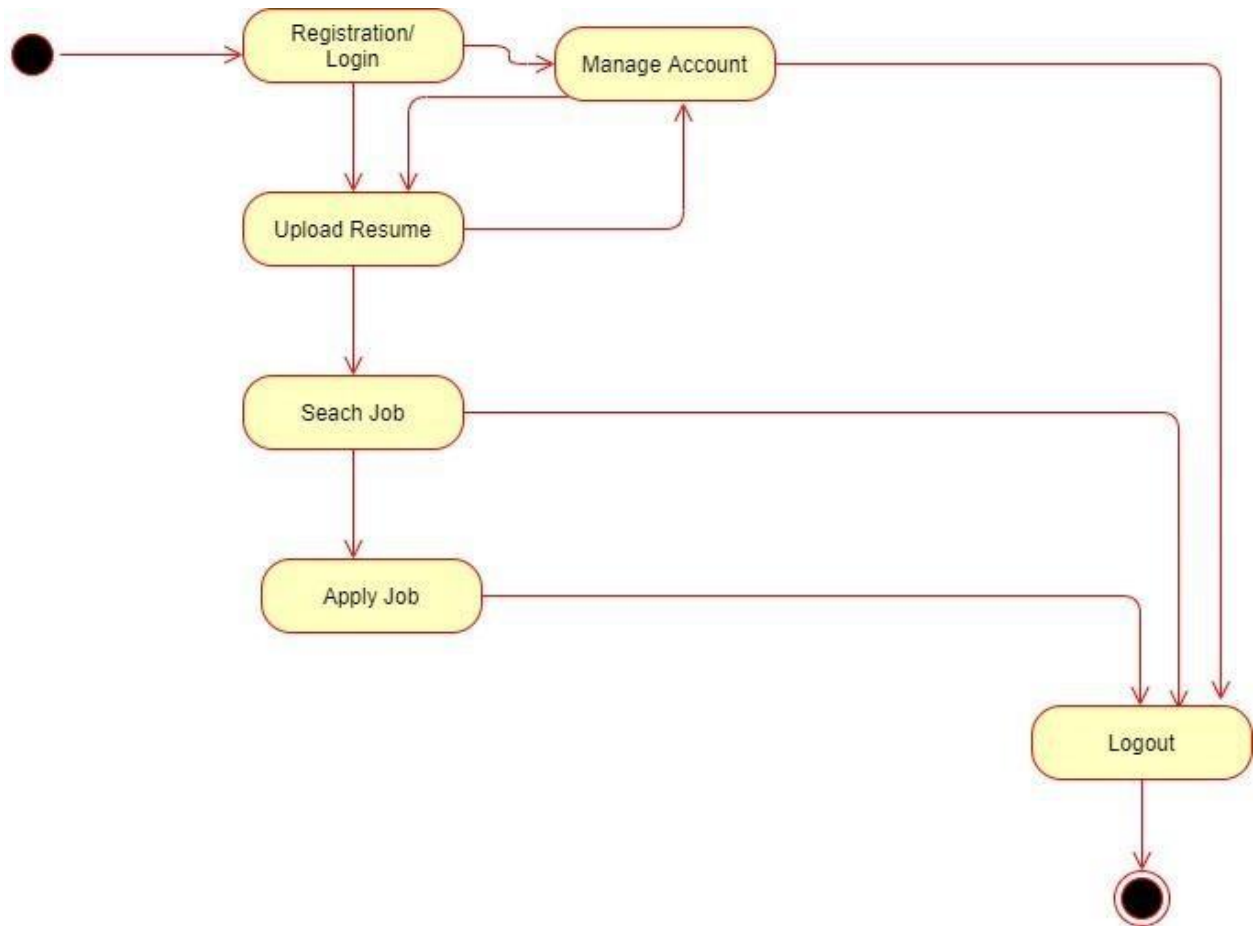 Registration/
Login
Manage Account
Upload Resume
Seach Job
Apply Job
Logout